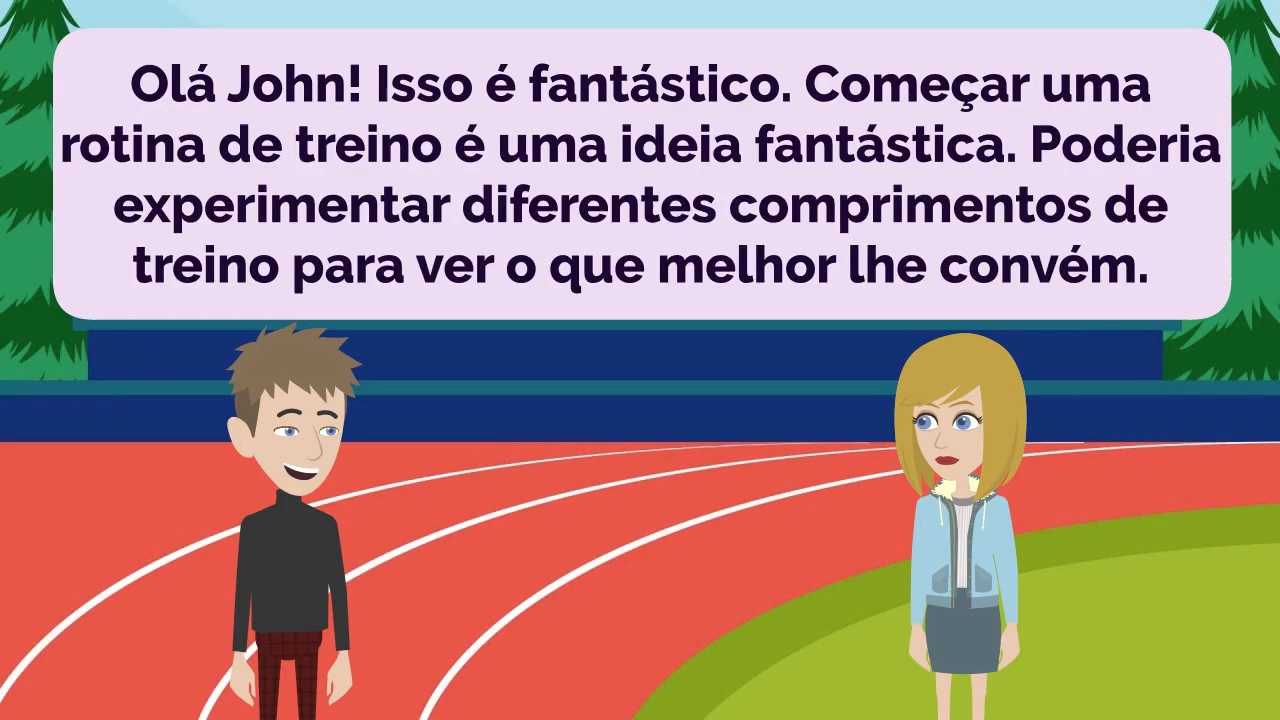 Olá John! Isso é fantástico. Começar uma
rotina de treino é uma ideia fantástica. Poderia
experimentar diferentes comprimentos de
treino para ver o que melhor lhe convém.